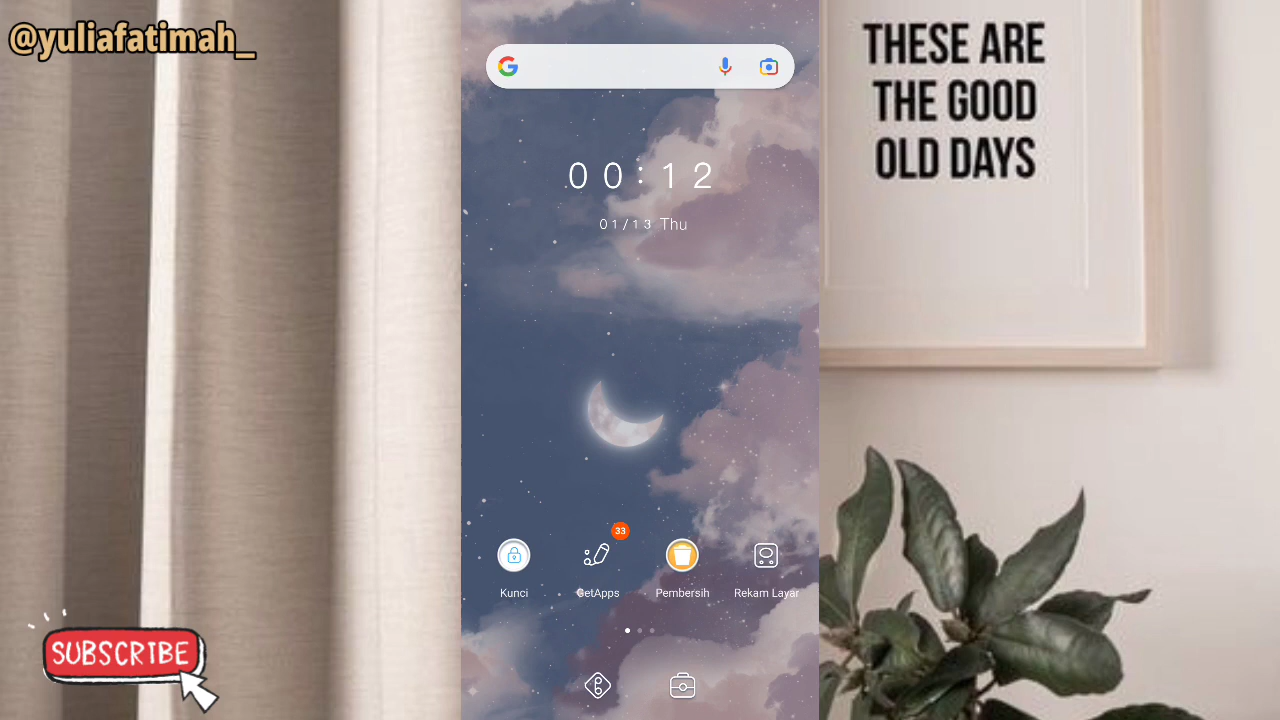 @yuliafatimah_
THESE ARE
THE GOOD
OLD DAYS
00:12
01/13 Thu
33
Kunci
GetApps
Pembersih
Rekam Layar
SUBSCRIBE